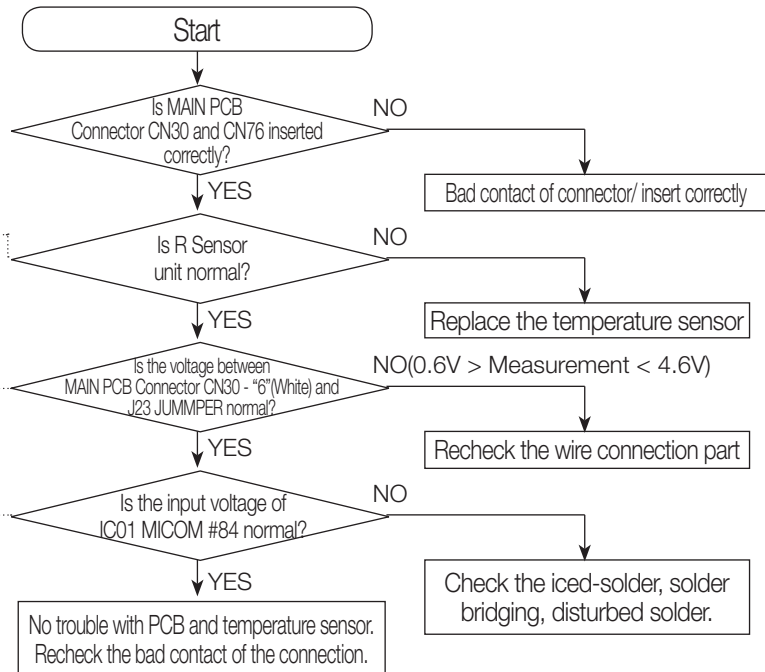 Start
Is MAIN PCB
Connector CN30 and CN76 inserted
correctly?
NO
YES
Bad contact of connector/ insert correctly
Is R Sensor
unit normal?
NO
YES
Replace the temperature sensor
Is the voltage between
MAIN PCB Connector CN30 - “6”(White) and
J23 JUMMPER normal?
NO(0.6V > Measurement < 4.6V)
YES
Recheck the wire connection part
Is the input voltage of
IC01 MICOM #84 normal?
NO
YES
Check the iced-solder, solder
bridging, disturbed solder.
No trouble with PCB and temperature sensor.
Recheck the bad contact of the connection.